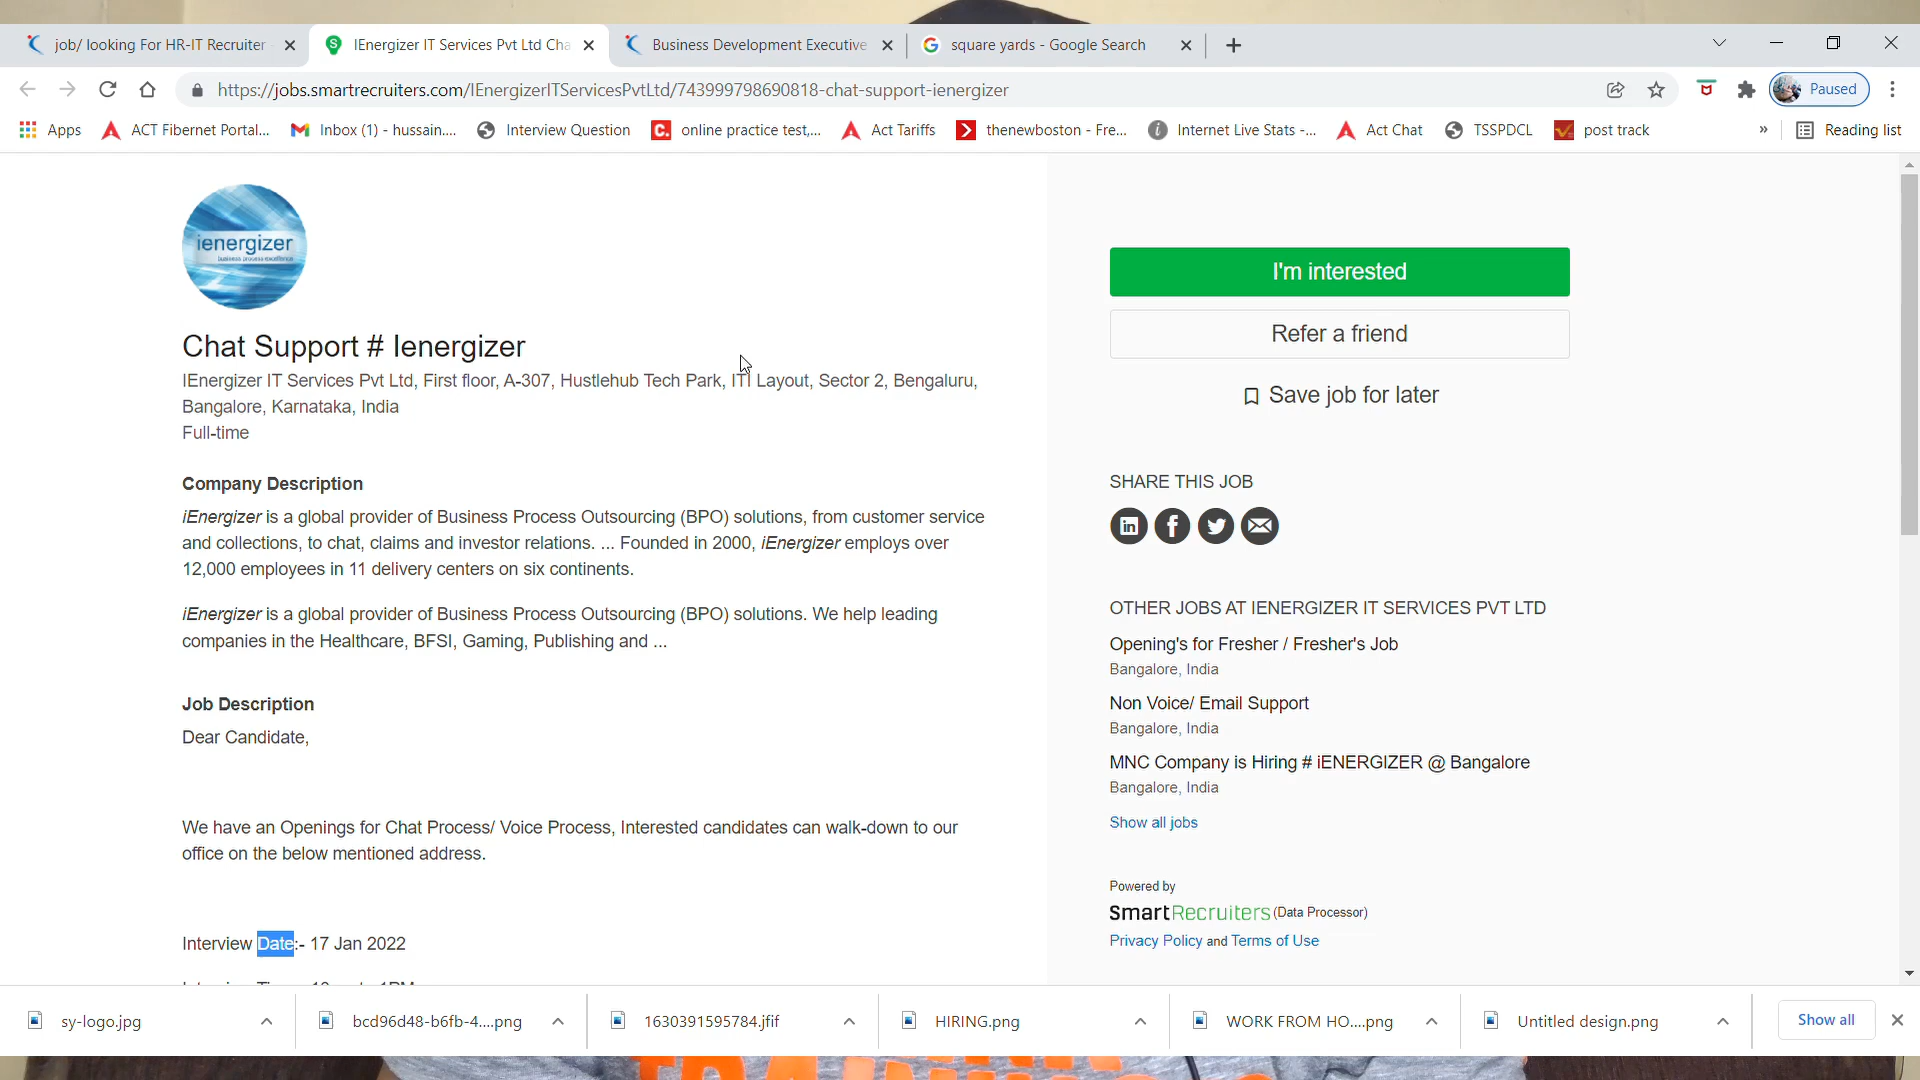 job/ looking For HR-IT Recruiter
IEnergizer IT Services Pvt Ltd Cha
Business Development Executive
square yards - Google Search
https://jobs.smartrecruiters.com/IEnergizerITServicesPvtLtd/743999798690818-chat-support-ienergizer
Paused
Apps
ACT Fibernet Portal...
Inbox (1) - hussain....
Interview Question
online practice test,...
Act Tariffs
thenewboston - Fre...
Internet Live Stats -...
Act Chat
TSSPDCL
post track
»
Reading list
ienergizer
business process excellence
Chat Support # Ienergizer
IEnergizer IT Services Pvt Ltd, First floor, A-307, Hustlehub Tech Park, ITI Layout, Sector 2, Bengaluru,
Bangalore, Karnataka, India
Full-time
Company Description
iEnergizer is a global provider of Business Process Outsourcing (BPO) solutions, from customer service
and collections, to chat, claims and investor relations. ... Founded in 2000, iEnergizer employs over
12,000 employees in 11 delivery centers on six continents.
iEnergizer is a global provider of Business Process Outsourcing (BPO) solutions. We help leading
companies in the Healthcare, BFSI, Gaming, Publishing and ...
Job Description
Dear Candidate,
We have an Openings for Chat Process/ Voice Process, Interested candidates can walk-down to our
office on the below mentioned address.
Interview Date:- 17 Jan 2022
I'm interested
Refer a friend
Save job for later
SHARE THIS JOB
OTHER JOBS AT IENERGIZER IT SERVICES PVT LTD
Opening's for Fresher / Fresher's Job
Bangalore, India
Non Voice/ Email Support
Bangalore, India
MNC Company is Hiring # iENERGIZER @ Bangalore
Bangalore, India
Show all jobs
Powered by
SmartRecruiters (Data Processor)
Privacy Policy and Terms of Use
sy-logo.jpg
bcd96d48-b6fb-4....png
1630391595784.jfif
HIRING.png
WORK FROM HO....png
Untitled design.png
Show all